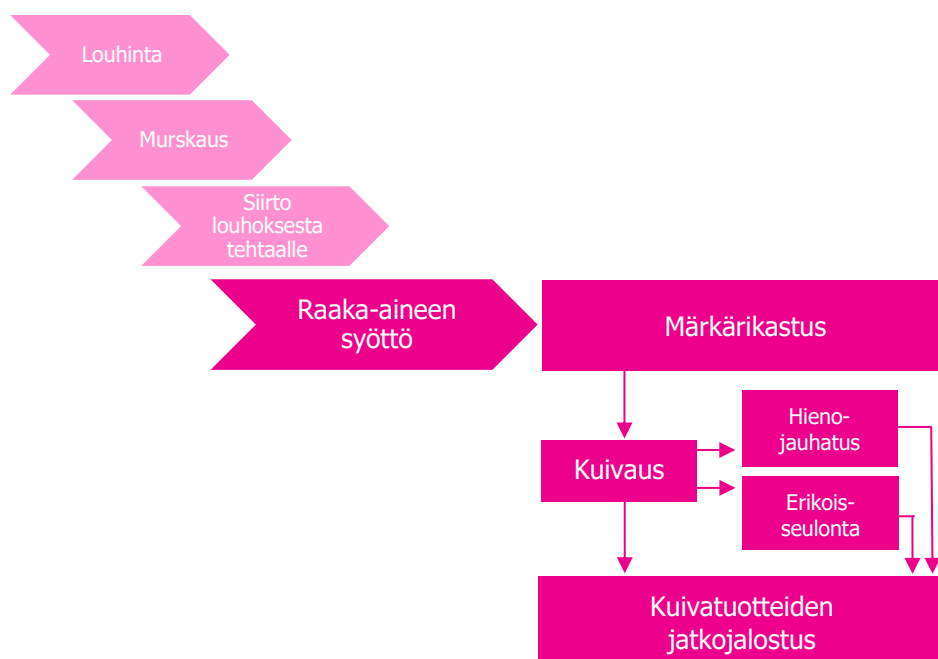 Louhinta
Murskaus
Siirto
louhoksesta
tehtaalle
Raaka-aineen
syöttö
Märkärikastus
Hieno-
jauhatus
Kuivaus
Erikois-
seulonta
Kuivatuotteiden
jatkojalostus